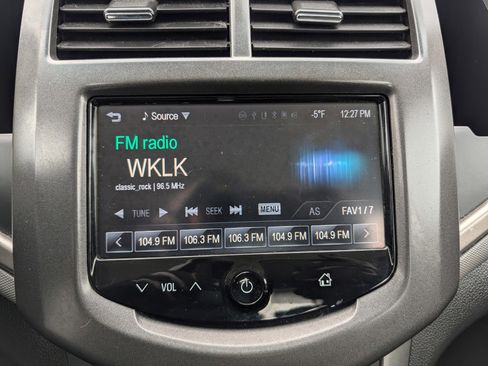 ♪ Source ▼ -5°F 12:27 PM
FM radio
WKLK
classic_rock | 96.5 MHz
◀ TUNE ▶ ⏮ SEEK ⏭ MENU AS FAV1 / 7
< 104.9 FM 106.3 FM 106.3 FM 104.9 FM 104.9 FM >
VOL